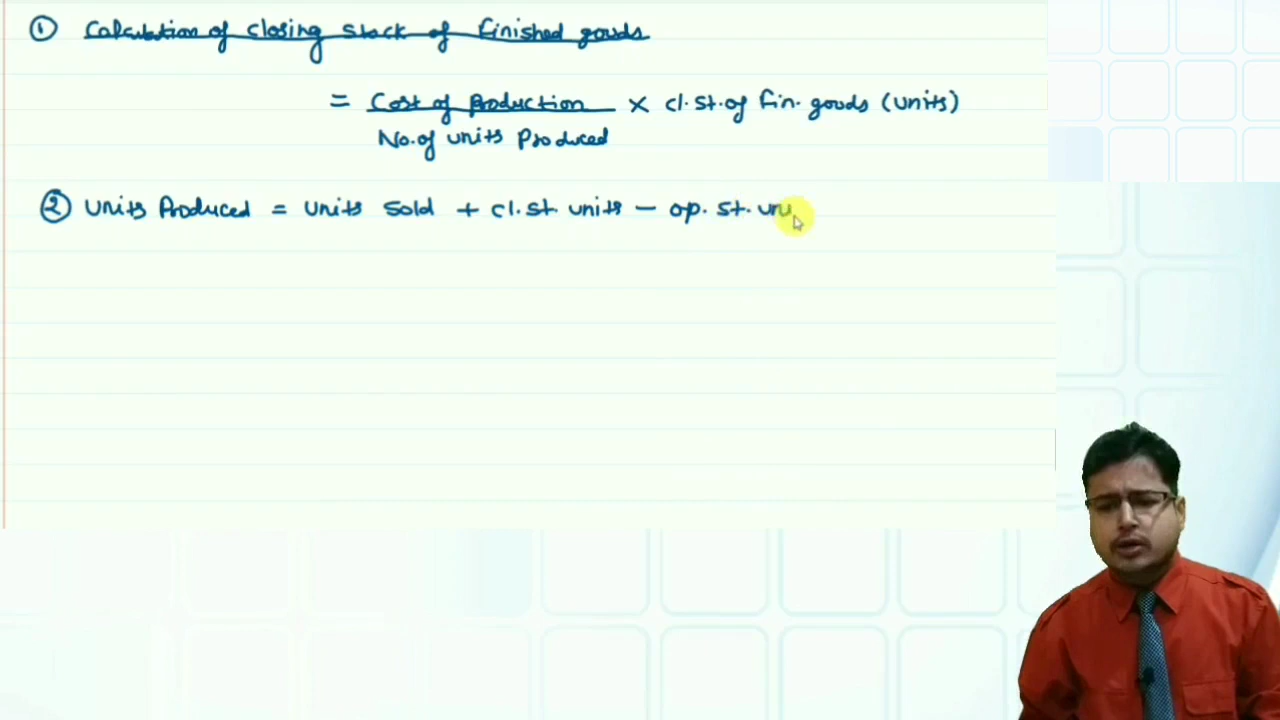 ① Calculation of closing stock of finished goods
= Cost of production × cl. st. of fin. goods (units)
No. of units Produced
② Units Produced = Units sold + cl. st. units - op. st.